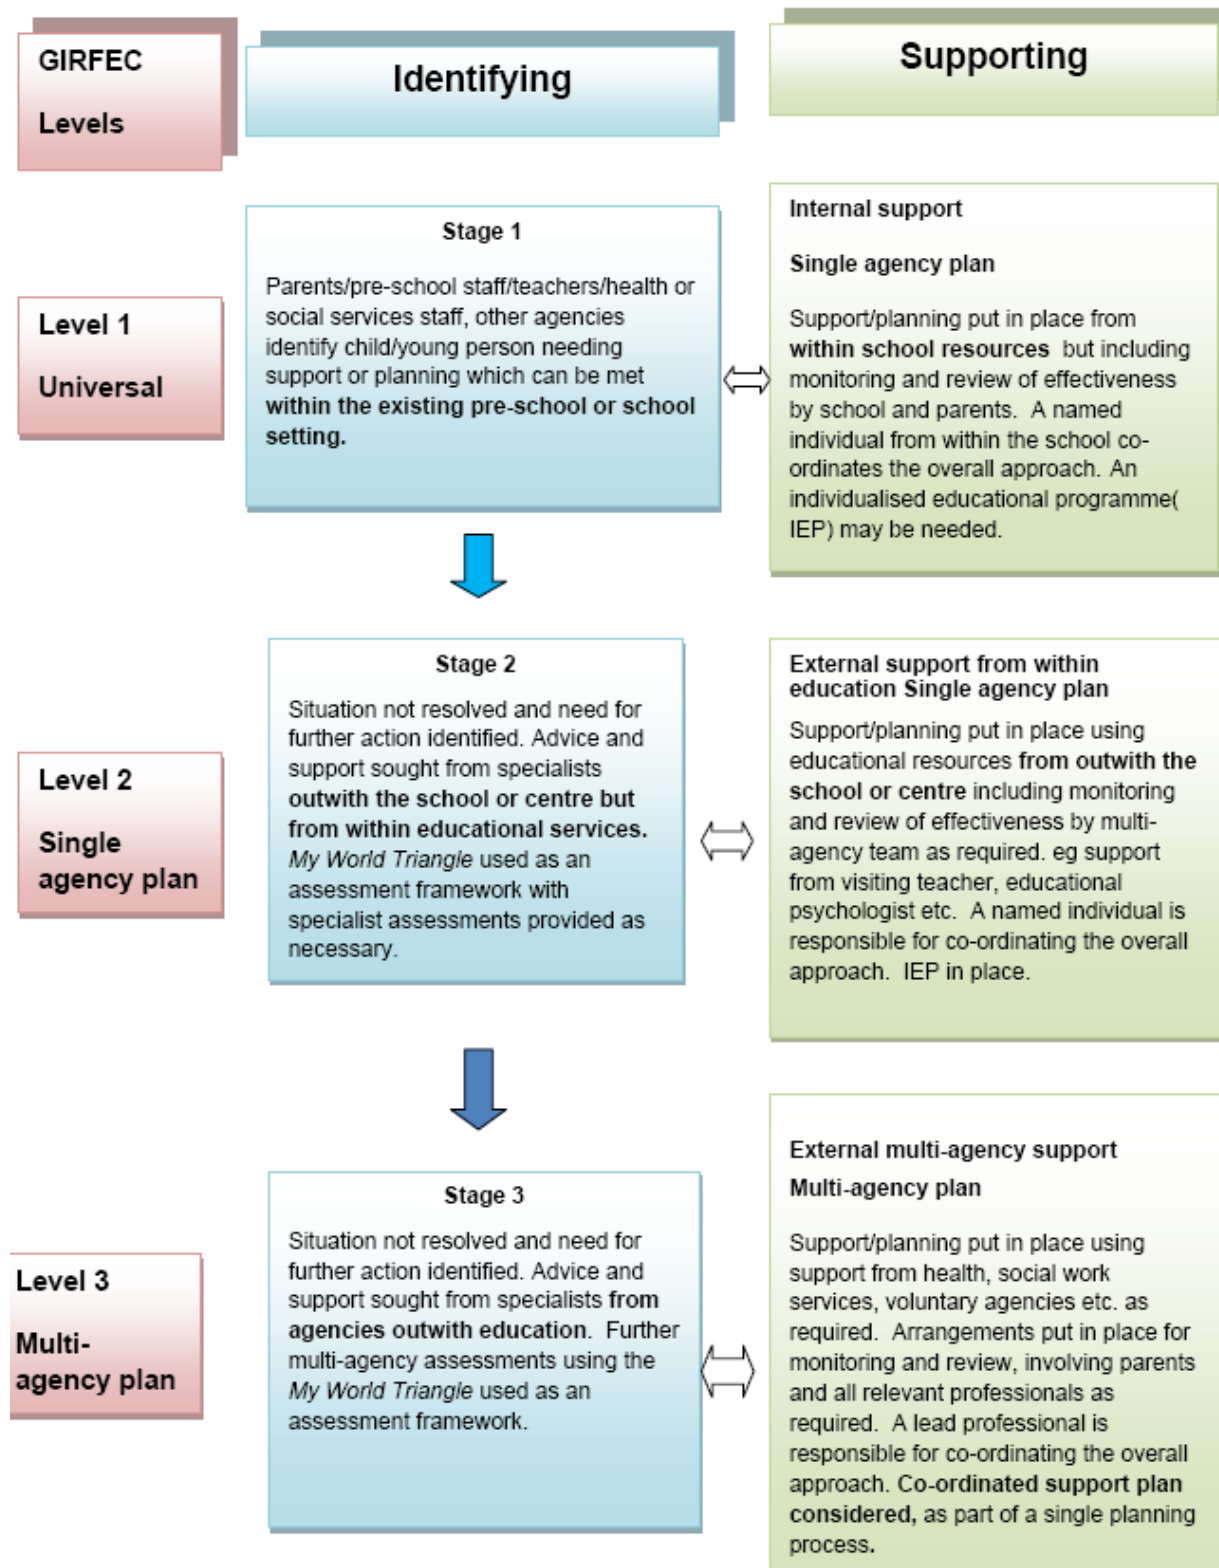 GIRFEC
Levels
Identifying
Supporting
Level 1
Universal
Stage 1
Parents/pre-school staff/teachers/health or
social services staff, other agencies
identify child/young person needing
support or planning which can be met
within the existing pre-school or school
setting.
Internal support
Single agency plan
Support/planning put in place from
within school resources but including
monitoring and review of effectiveness
by school and parents. A named
individual from within the school co-
ordinates the overall approach. An
individualised educational programme(
IEP) may be needed.
Level 2
Single
agency plan
Stage 2
Situation not resolved and need for
further action identified. Advice and
support sought from specialists
outwith the school or centre but
from within educational services.
My World Triangle used as an
assessment framework with
specialist assessments provided as
necessary.
External support from within
education Single agency plan
Support/planning put in place using
educational resources from outwith the
school or centre including monitoring
and review of effectiveness by multi-
agency team as required. eg support
from visiting teacher, educational
psychologist etc. A named individual is
responsible for co-ordinating the overall
approach. IEP in place.
Level 3
Multi-
agency plan
Stage 3
Situation not resolved and need for
further action identified. Advice and
support sought from specialists from
agencies outwith education. Further
multi-agency assessments using the
My World Triangle used as an
assessment framework.
External multi-agency support
Multi-agency plan
Support/planning put in place using
support from health, social work
services, voluntary agencies etc. as
required. Arrangements put in place for
monitoring and review, involving parents
and all relevant professionals as
required. A lead professional is
responsible for co-ordinating the overall
approach. Co-ordinated support plan
considered, as part of a single planning
process.